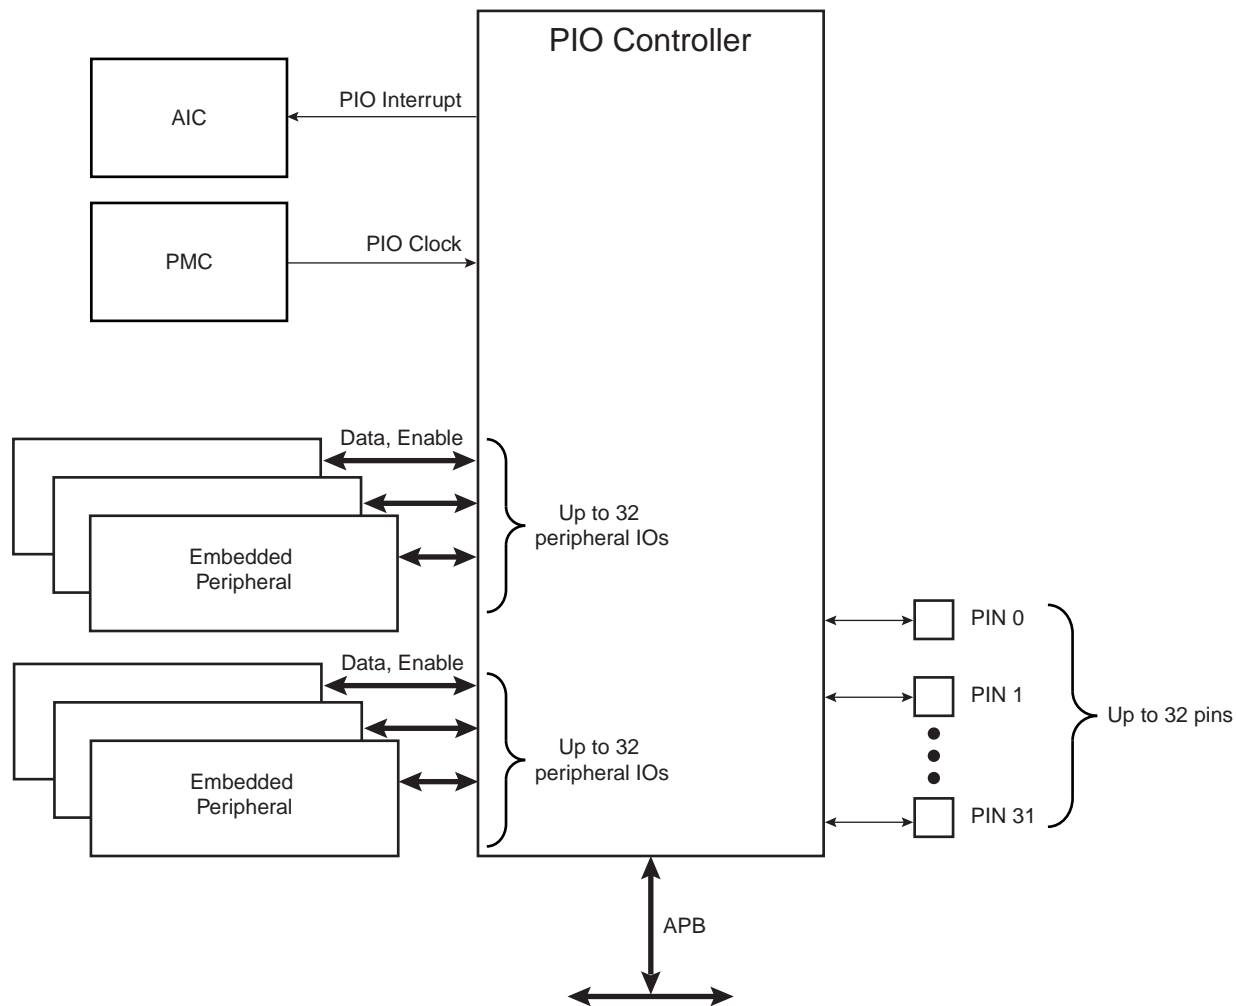 PIO Controller
AIC
PIO Interrupt
PMC
PIO Clock
Data, Enable
Up to 32
peripheral IOs
Embedded
Peripheral
PIN 0
Data, Enable
PIN 1
Up to 32 pins
Up to 32
peripheral IOs
Embedded
Peripheral
PIN 31
APB